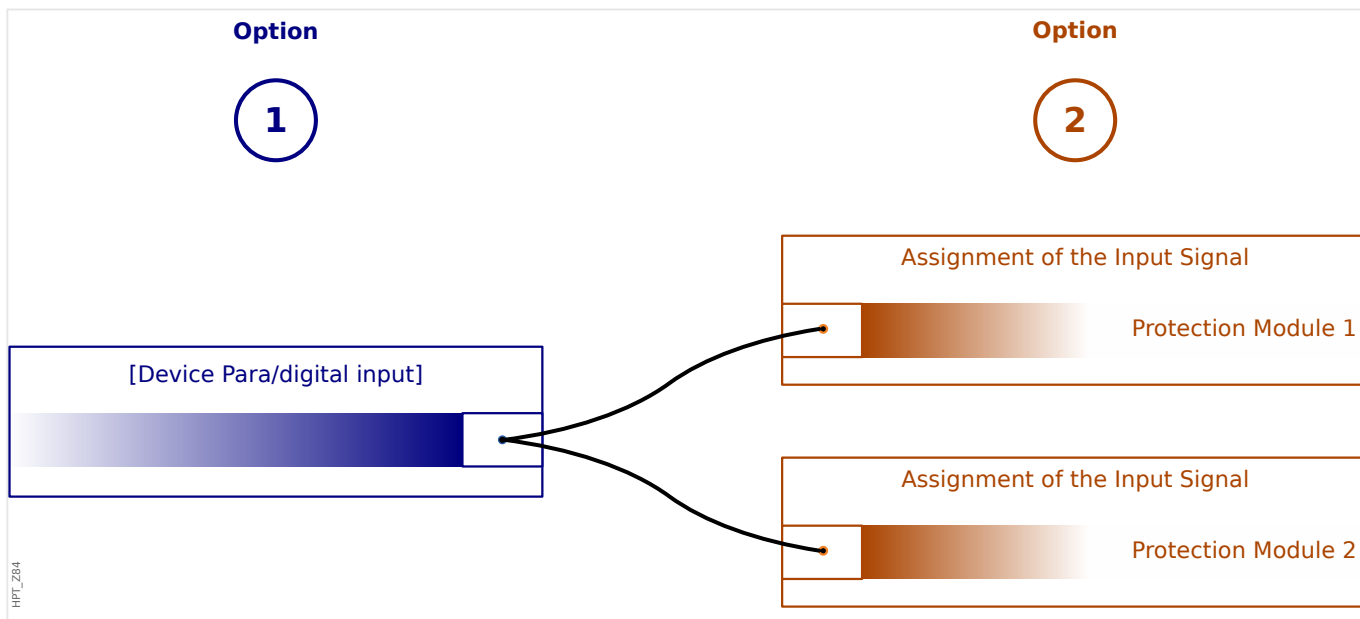 Option
1
Option
2
[Device Para/digital input]
Assignment of the Input Signal
Protection Module 1
Assignment of the Input Signal
Protection Module 2
HPT_Z84